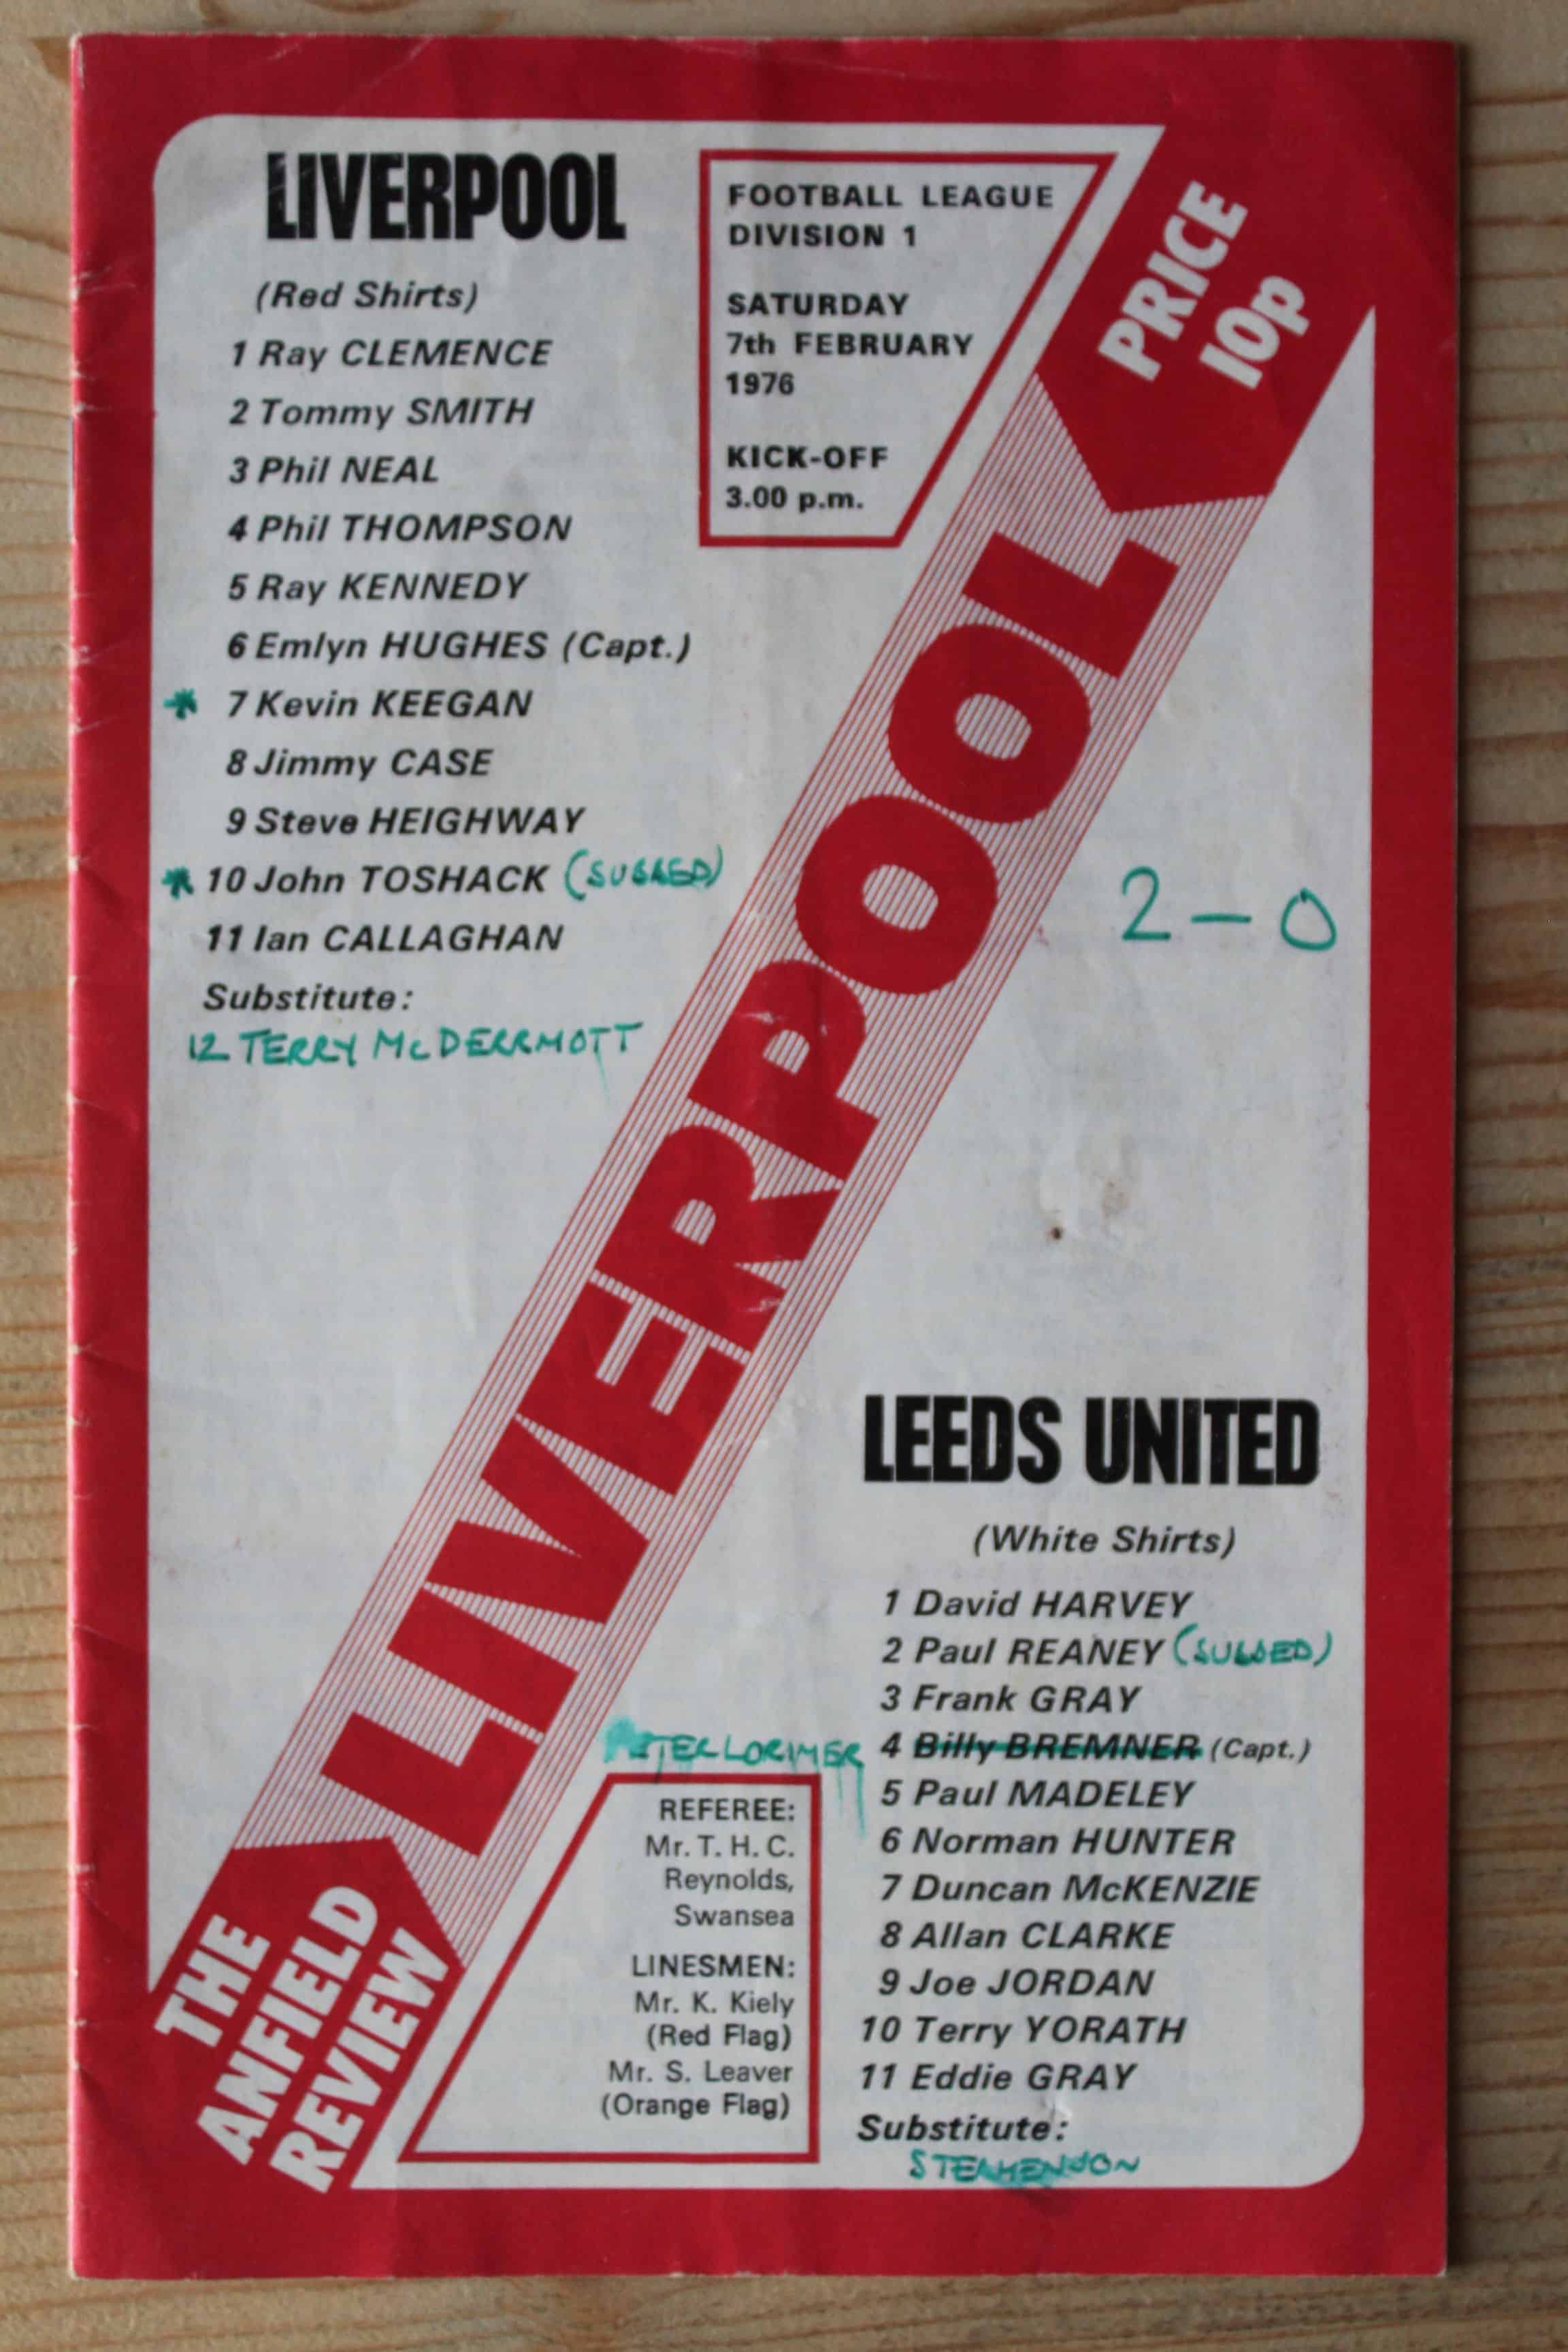 LIVERPOOL
(Red Shirts)
1 Ray CLEMENCE
2 Tommy SMITH
3 Phil NEAL
4 Phil THOMPSON
5 Ray KENNEDY
6 Emlyn HUGHES (Capt.)
* 7 Kevin KEEGAN
8 Jimmy CASE
9 Steve HEIGHWAY
* 10 John TOSHACK (SUBBED)
11 Ian CALLAGHAN
Substitute:
12 TERRY McDERRMOTT
FOOTBALL LEAGUE
DIVISION 1
SATURDAY
7th FEBRUARY
1976
KICK-OFF
3.00 p.m.
PRICE
10p
LIVERPOOL
2-0
THE
ANFIELD
REVIEW
LEEDS UNITED
(White Shirts)
1 David HARVEY
2 Paul REANEY (SUBBED)
3 Frank GRAY
PETER LORIMER 4 Billy BREMNER (Capt.)
5 Paul MADELEY
6 Norman HUNTER
7 Duncan McKENZIE
8 Allan CLARKE
9 Joe JORDAN
10 Terry YORATH
11 Eddie GRAY
Substitute:
STEPHENSON
REFEREE:
Mr. T. H. C.
Reynolds,
Swansea
LINESMEN:
Mr. K. Kiely
(Red Flag)
Mr. S. Leaver
(Orange Flag)